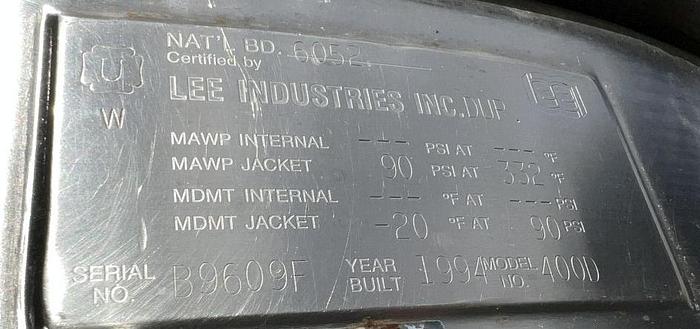 NAT'L BD. 6052
Certified by
U
W
LEE INDUSTRIES INC. DUP
LEE
MAWP INTERNAL --- PSI AT --- °F
MAWP JACKET 90 PSI AT 332 °F
MDMT INTERNAL --- °F AT --- PSI
MDMT JACKET -20 °F AT 90 PSI
SERIAL NO. B9609F YEAR BUILT 1994 MODEL NO. 400D